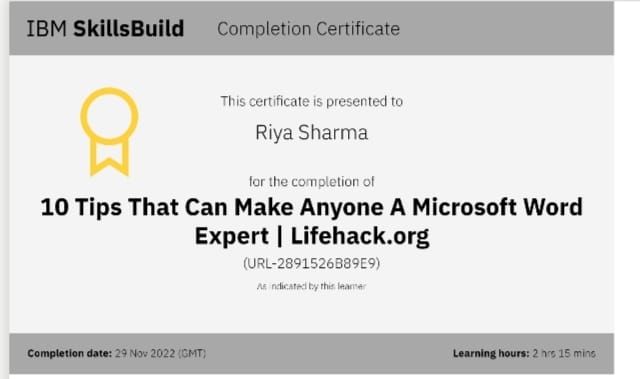 IBM SkillsBuild Completion Certificate
This certificate is presented to
Riya Sharma
for the completion of
10 Tips That Can Make Anyone A Microsoft Word
Expert | Lifehack.org
(URL-2891526B89E9)
As indicated by this learner
Completion date: 29 Nov 2022 (GMT) Learning hours: 2 hrs 15 mins